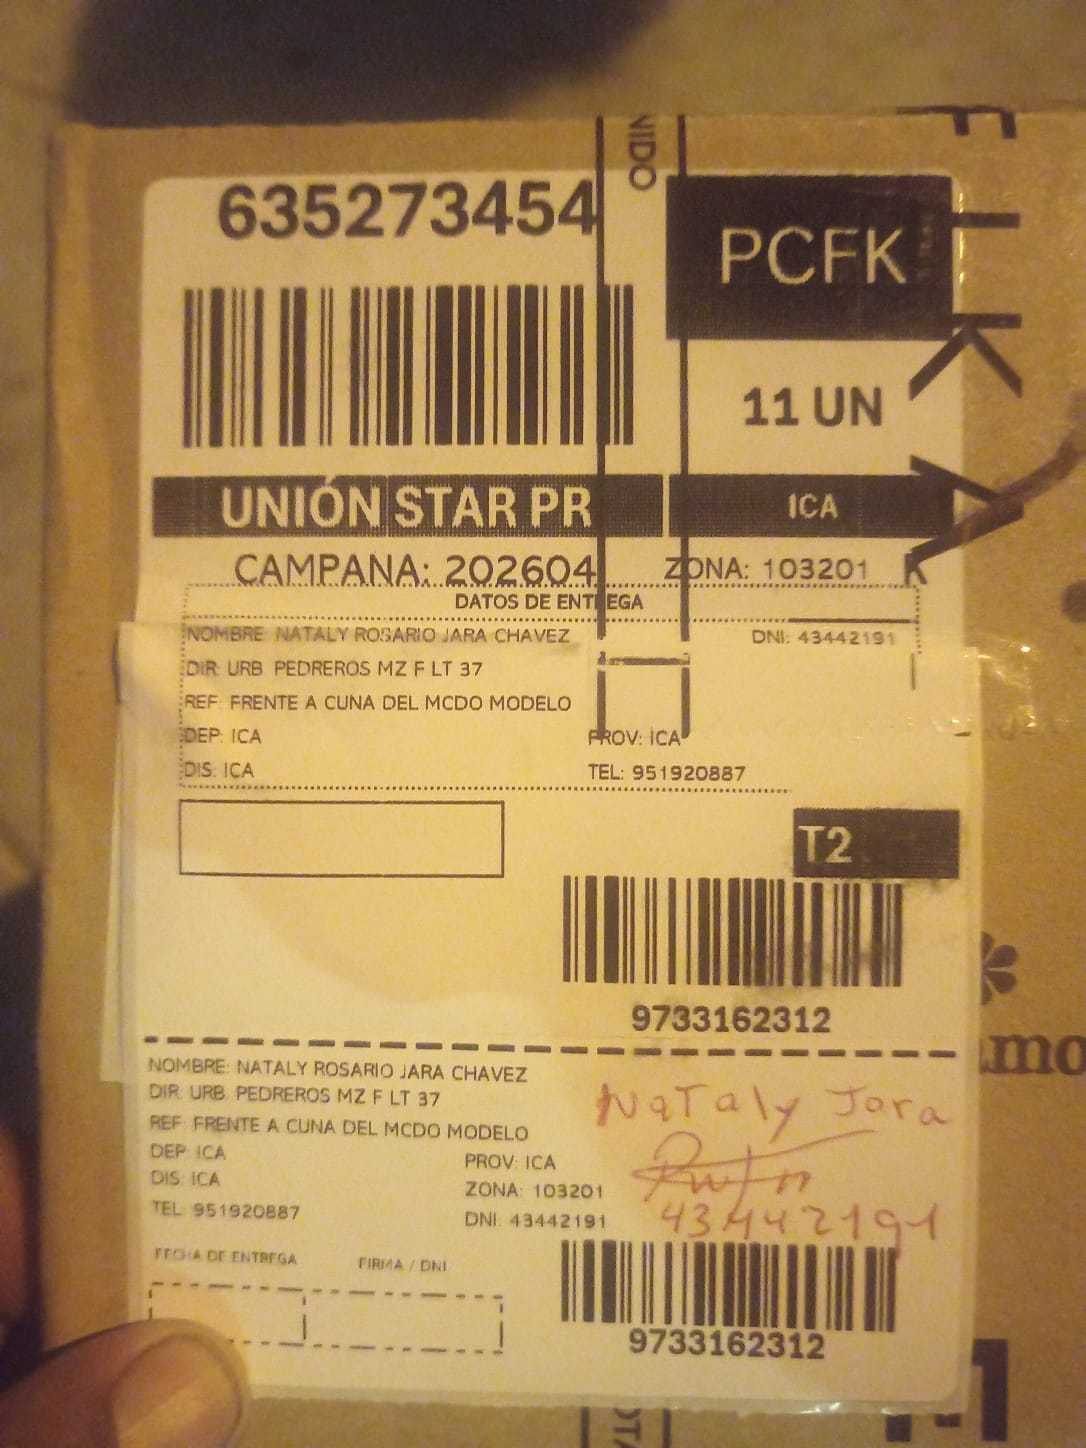 NIDO
635273454
PCFK
11 UN
UNIÓN STAR PR
ICA
CAMPANA: 202604
ZONA: 103201
DATOS DE ENTREGA
NOMBRE: NATALY ROSARIO JARA CHAVEZ
DNI: 43442191
DIR: URB PEDREROS MZ F LT 37
REF: FRENTE A CUNA DEL MCDO MODELO
DEP: ICA
PROV: ICA
DIS: ICA
TEL: 951920887
T2
9733162312
NOMBRE: NATALY ROSARIO JARA CHAVEZ
DIR: URB PEDREROS MZ F LT 37
REF: FRENTE A CUNA DEL MCDO MODELO
DEP: ICA
PROV: ICA
DIS: ICA
ZONA: 103201
TEL: 951920887
DNI: 43442191
Nataly Jara
43442191
FECHA DE ENTREGA
FIRMA / DNI
9733162312